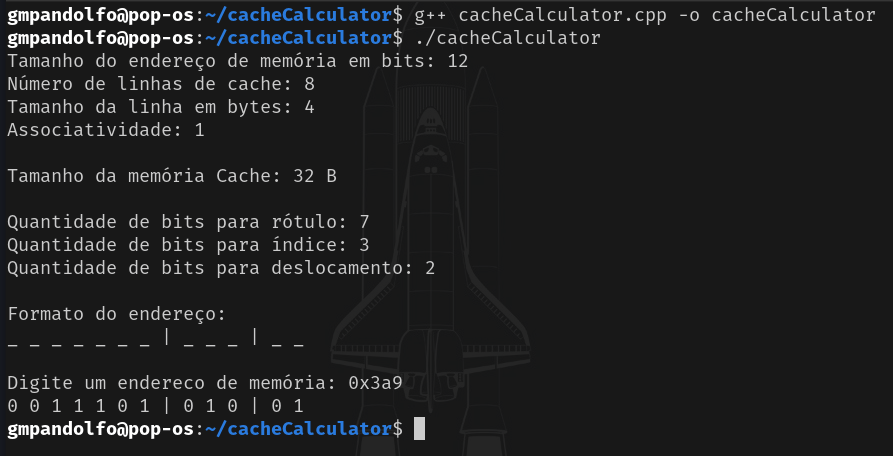 gmpandolfo@pop-os:~/cacheCalculator$ g++ cacheCalculator.cpp -o cacheCalculator
gmpandolfo@pop-os:~/cacheCalculator$ ./cacheCalculator
Tamanho do endereço de memória em bits: 12
Número de linhas de cache: 8
Tamanho da linha em bytes: 4
Associatividade: 1
Tamanho da memória Cache: 32 B
Quantidade de bits para rótulo: 7
Quantidade de bits para índice: 3
Quantidade de bits para deslocamento: 2
Formato do endereço:
_ _ _ _ _ _ _ | _ _ _ | _ _
Digite um endereco de memória: 0x3a9
0 0 1 1 1 0 1 | 0 1 0 | 0 1
gmpandolfo@pop-os:~/cacheCalculator$